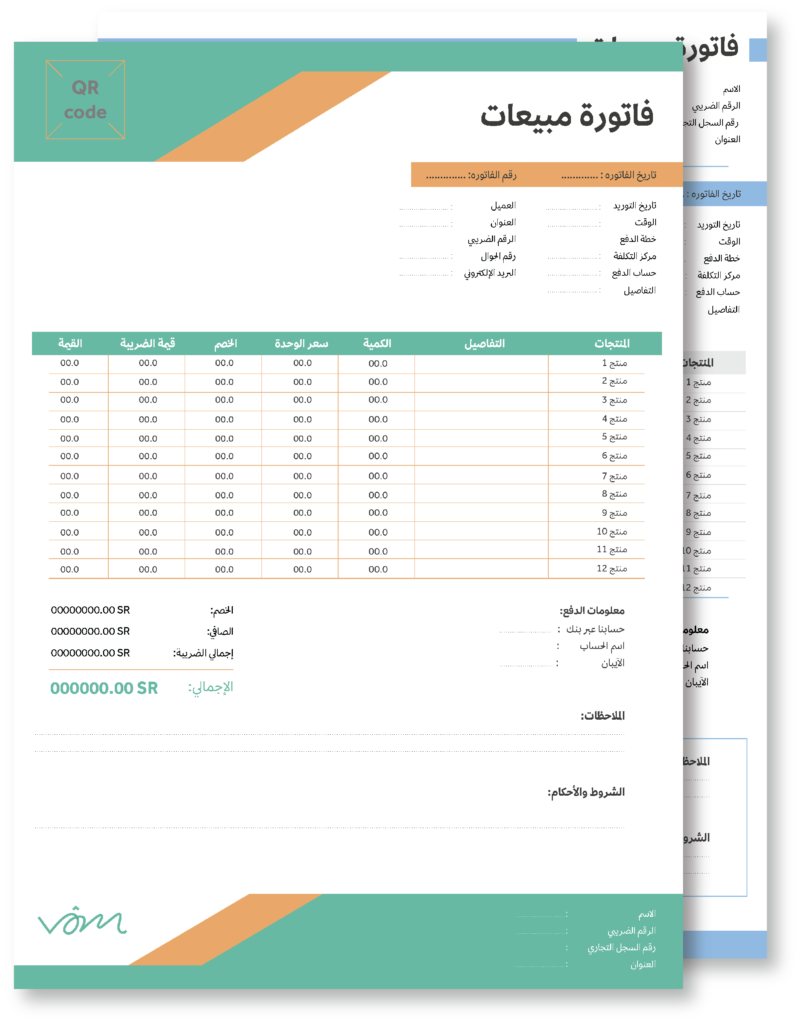 QR
code
فاتورة مبيعات
تاريخ الفاتوره : ............. رقم الفاتوره: ..............
تاريخ التوريد : العميل :
الوقت : العنوان :
خطة الدفع : الرقم الضريبي
مركز التكلفة : رقم الجوال :
حساب الدفع : البريد الإلكتروني :
التفاصيل :
المنتجات التفاصيل الكمية سعر الوحدة الخصم قيمة الضريبة القيمة
منتج 1 00.0 00.0 00.0 00.0 00.0
منتج 2 00.0 00.0 00.0 00.0 00.0
منتج 3 00.0 00.0 00.0 00.0 00.0
منتج 4 00.0 00.0 00.0 00.0 00.0
منتج 5 00.0 00.0 00.0 00.0 00.0
منتج 6 00.0 00.0 00.0 00.0 00.0
منتج 7 00.0 00.0 00.0 00.0 00.0
منتج 8 00.0 00.0 00.0 00.0 00.0
منتج 9 00.0 00.0 00.0 00.0 00.0
منتج 10 00.0 00.0 00.0 00.0 00.0
منتج 11 00.0 00.0 00.0 00.0 00.0
منتج 12 00.0 00.0 00.0 00.0 00.0
معلومات الدفع:
حسابنا عبر بنك :
اسم الحساب :
الآيبان :
الخصم: 00000000.00 SR
الصافي: 00000000.00 SR
إجمالي الضريبة: 00000000.00 SR
الإجمالي: 000000.00 SR
الملاحظات:
الشروط والأحكام:
الاسم :
الرقم الضريبي :
رقم السجل التجاري :
العنوان :
فاتورة
الاسم
الرقم الضريبي
رقم السجل
العنوان
تاريخ الفاتوره :
تاريخ التوريد :
الوقت :
خطة الدفع
مركز التكلفة
حساب الدفع :
التفاصيل
المنتجات
منتج 1
منتج 2
منتج 3
منتج 4
منتج 5
منتج 6
منتج 7
منتج 8
منتج 9
منتج 10
منتج 11
منتج 12
حسابنا
اسم
الآيبان